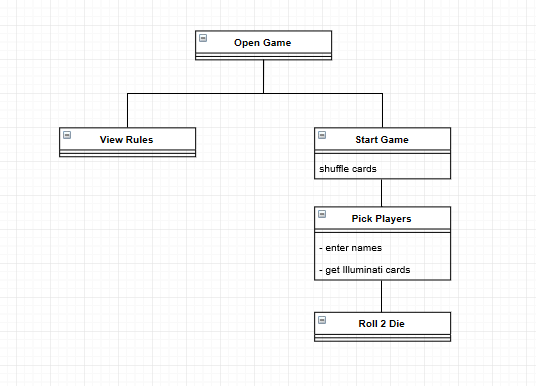 Open Game
View Rules
Start Game
shuffle cards
Pick Players
- enter names
- get Illuminati cards
Roll 2 Die